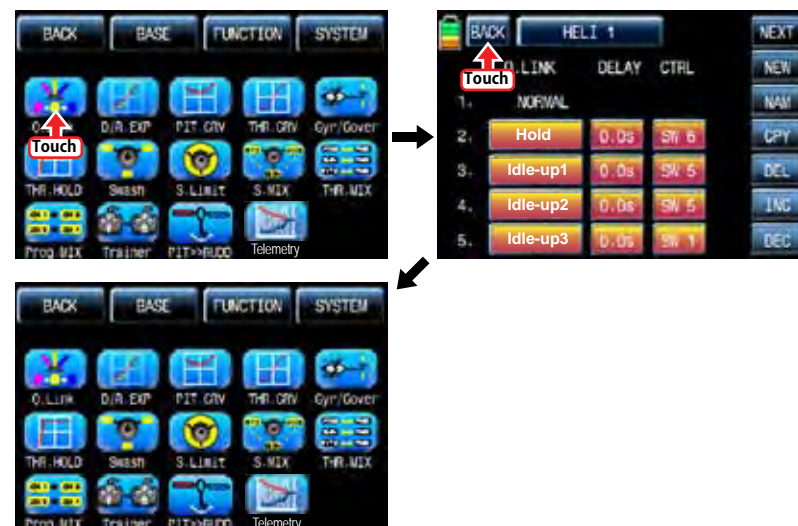 BACK BASE FUNCTION SYSTEM
O.Link D/R.EXP PIT.CRV THR.CRV Gyr/Gover
Touch
THR.HOLD Swash S.Limit S.MIX THR.MIX
Prog.MIX Trainer PIT>>RUDD Telemetry
BACK HELI 1 NEXT
Touch
O.LINK DELAY CTRL NEW
1. NORMAL NAM
2. Hold 0.0s SW 6 CPY
3. Idle-up1 0.0s SW 5 DEL
4. Idle-up2 0.0s SW 5 INC
5. Idle-up3 0.0s SW 1 DEC
BACK BASE FUNCTION SYSTEM
O.Link D/R.EXP PIT.CRV THR.CRV Gyr/Gover
THR.HOLD Swash S.Limit S.MIX THR.MIX
Prog.MIX Trainer PIT>>RUDD Telemetry